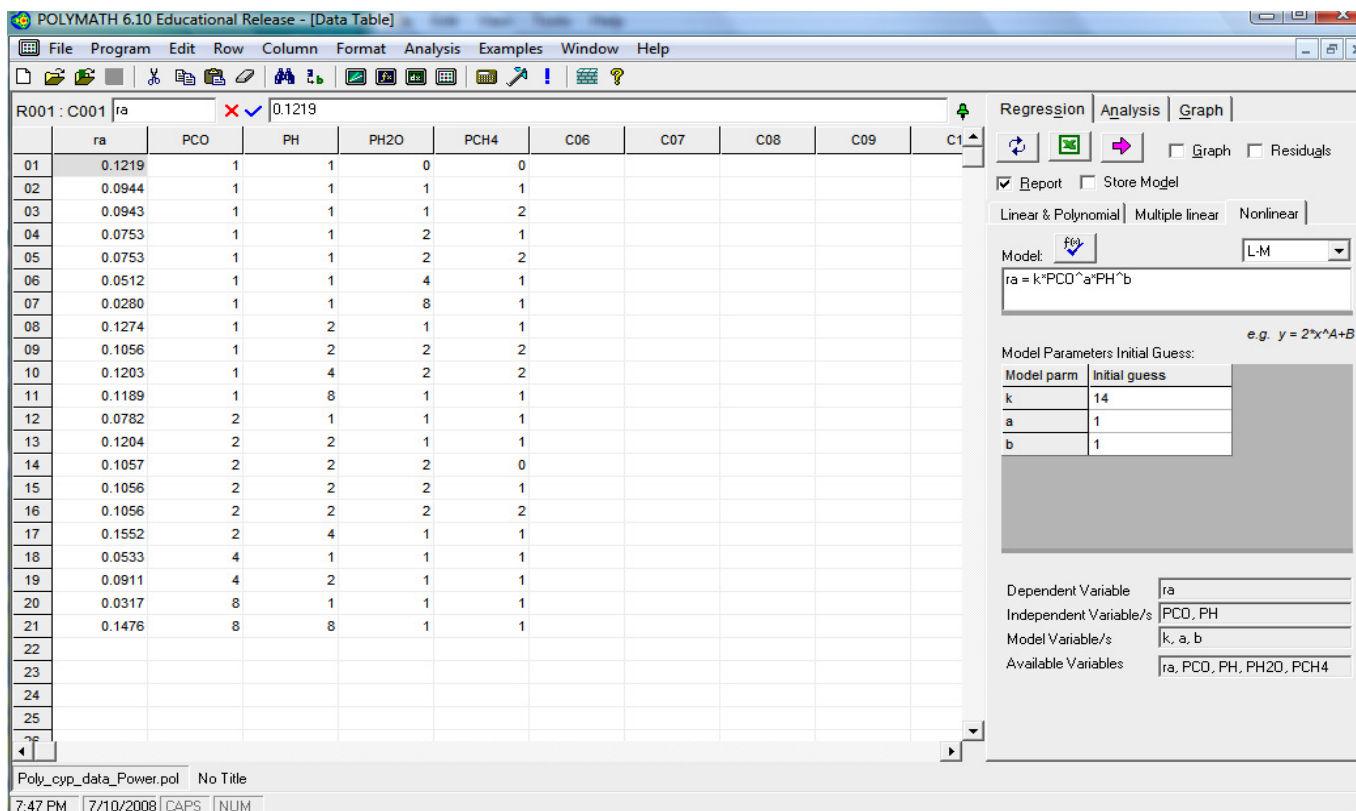 POLYMATH 6.10 Educational Release - [Data Table]
File Program Edit Row Column Format Analysis Examples Window Help
R001 : C001 ra 0.1219
ra PCO PH PH2O PCH4 C06 C07 C08 C09 C1
01 0.1219 1 1 0 0
02 0.0944 1 1 1 1
03 0.0943 1 1 1 2
04 0.0753 1 1 2 1
05 0.0753 1 1 2 2
06 0.0512 1 1 4 1
07 0.0280 1 1 8 1
08 0.1274 1 2 1 1
09 0.1056 1 2 2 2
10 0.1203 1 4 2 2
11 0.1189 1 8 1 1
12 0.0782 2 1 1 1
13 0.1204 2 2 1 1
14 0.1057 2 2 2 0
15 0.1056 2 2 2 1
16 0.1056 2 2 2 2
17 0.1552 2 4 1 1
18 0.0533 4 1 1 1
19 0.0911 4 2 1 1
20 0.0317 8 1 1 1
21 0.1476 8 8 1 1
22
23
24
25
Regression Analysis Graph
Graph Residuals
Report Store Model
Linear & Polynomial Multiple linear Nonlinear
Model: f(x) L-M
ra = k*PCO^a*PH^b
e.g. y = 2*x^A+B
Model Parameters Initial Guess:
Model parm Initial guess
k 14
a 1
b 1
Dependent Variable ra
Independent Variable/s PCO, PH
Model Variable/s k, a, b
Available Variables ra, PCO, PH, PH2O, PCH4
Poly_cyp_data_Power.pol No Title
7:47 PM 7/10/2008 CAPS NUM